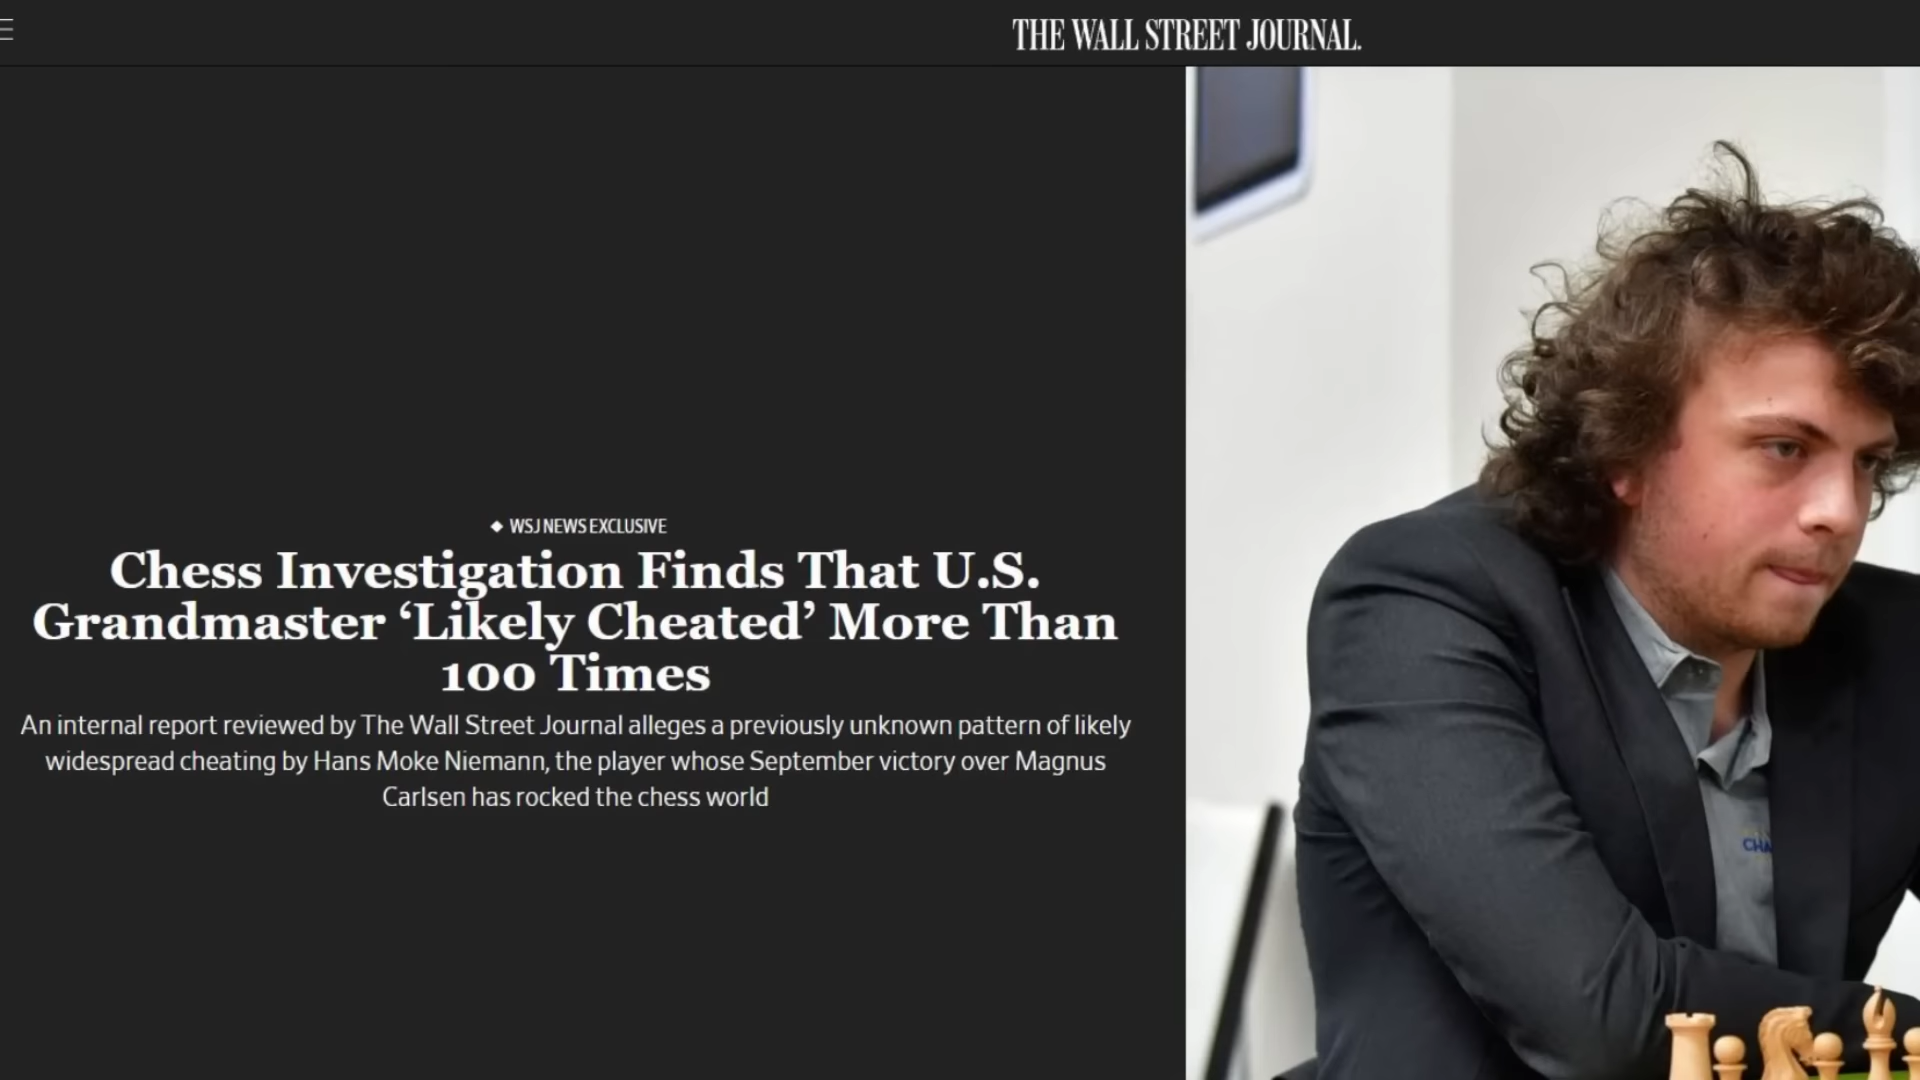 THE WALL STREET JOURNAL.
◆ WSJ NEWS EXCLUSIVE
Chess Investigation Finds That U.S.
Grandmaster ‘Likely Cheated’ More Than
100 Times
An internal report reviewed by The Wall Street Journal alleges a previously unknown pattern of likely
widespread cheating by Hans Moke Niemann, the player whose September victory over Magnus
Carlsen has rocked the chess world